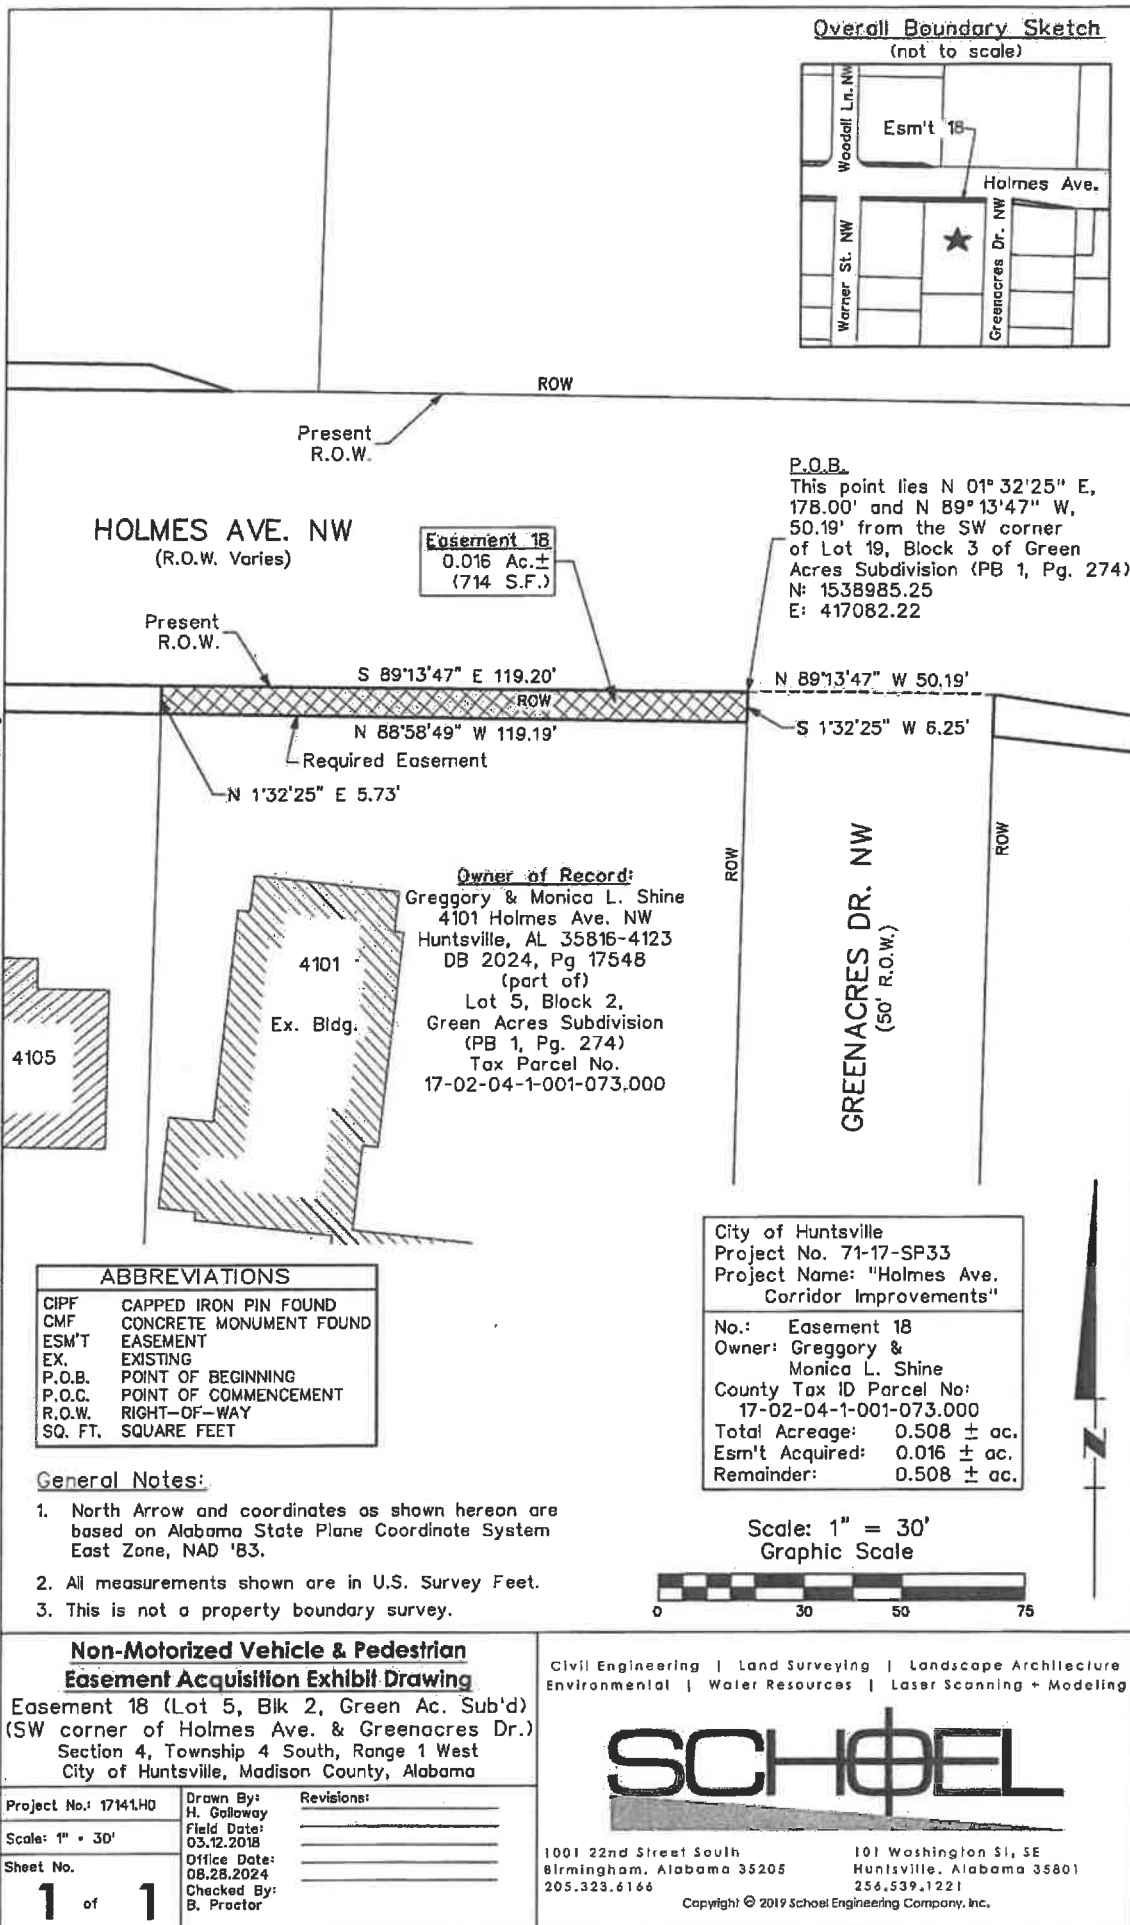 Overall Boundary Sketch
(not to scale)
Woodall Ln. NW
Esm't 18
Holmes Ave.
Warner St. NW
Greenacres Dr. NW
ROW
Present
R.O.W.
HOLMES AVE. NW
(R.O.W. Varies)
Easement 18
0.016 Ac.±
(714 S.F.)
P.O.B.
This point lies N 01°32'25" E,
178.00' and N 89°13'47" W,
50.19' from the SW corner
of Lot 19, Block 3 of Green
Acres Subdivision (PB 1, Pg. 274)
N: 1538985.25
E: 417082.22
Present
R.O.W.
S 89°13'47" E 119.20'
N 89°13'47" W 50.19'
ROW
N 88°58'49" W 119.19'
S 1°32'25" W 6.25'
Required Easement
N 1°32'25" E 5.73'
ROW
ROW
GREENACRES DR. NW
(50' R.O.W.)
Owner of Record:
Greggory & Monica L. Shine
4101 Holmes Ave. NW
Huntsville, AL 35816-4123
DB 2024, Pg 17548
(part of)
Lot 5, Block 2,
Green Acres Subdivision
(PB 1, Pg. 274)
Tax Parcel No.
17-02-04-1-001-073.000
4101
Ex. Bldg.
4105
City of Huntsville
Project No. 71-17-SP33
Project Name: "Holmes Ave.
Corridor Improvements"
No.: Easement 18
Owner: Greggory &
Monica L. Shine
County Tax ID Parcel No:
17-02-04-1-001-073.000
Total Acreage: 0.508 ± ac.
Esm't Acquired: 0.016 ± ac.
Remainder: 0.508 ± ac.
N
ABBREVIATIONS
CIPF CAPPED IRON PIN FOUND
CMF CONCRETE MONUMENT FOUND
ESM'T EASEMENT
EX. EXISTING
P.O.B. POINT OF BEGINNING
P.O.C. POINT OF COMMENCEMENT
R.O.W. RIGHT-OF-WAY
SQ. FT. SQUARE FEET
General Notes:
1. North Arrow and coordinates as shown hereon are
based on Alabama State Plane Coordinate System
East Zone, NAD '83.
2. All measurements shown are in U.S. Survey Feet.
3. This is not a property boundary survey.
Scale: 1" = 30'
Graphic Scale
0 30 50 75
Non-Motorized Vehicle & Pedestrian
Easement Acquisition Exhibit Drawing
Easement 18 (Lot 5, Blk 2, Green Ac. Sub'd)
(SW corner of Holmes Ave. & Greenacres Dr.)
Section 4, Township 4 South, Range 1 West
City of Huntsville, Madison County, Alabama
Project No.: 17141.H0
Scale: 1" = 30'
Sheet No.
1 of 1
Drawn By:
H. Galloway
Field Date:
03.12.2018
Office Date:
08.28.2024
Checked By:
B. Proctor
Revisions:
Civil Engineering | Land Surveying | Landscape Architecture
Environmental | Water Resources | Laser Scanning + Modeling
SCHOEL
1001 22nd Street South
Birmingham, Alabama 35205
205.323.6166
101 Washington St, SE
Huntsville, Alabama 35801
256.539.1221
Copyright © 2019 Schoel Engineering Company, Inc.